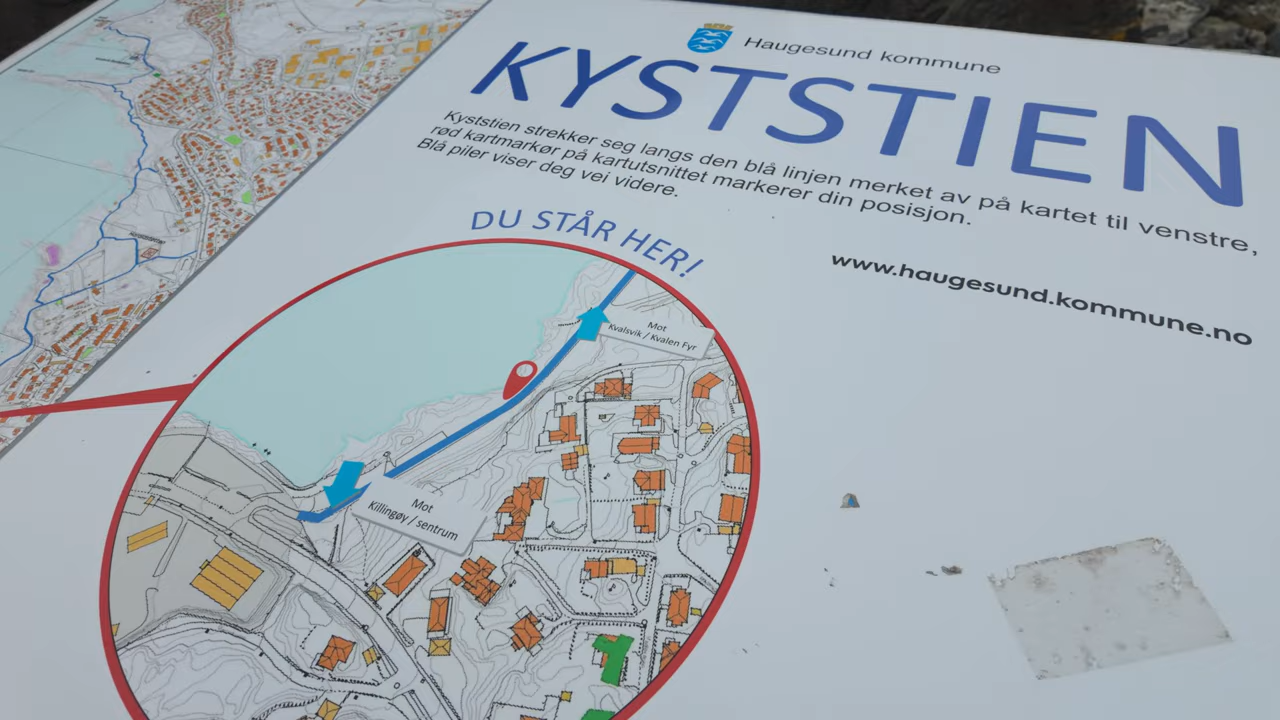 Haugesund kommune
KYSTSTIEN
Kyststien strekker seg langs den blå linjen merket av på kartet til venstre,
rød kartmarkør på kartutsnittet markerer din posisjon.
Blå piler viser deg vei videre.
www.haugesund.kommune.no
DU STÅR HER!
Mot
Kvalsvik / Kvalen Fyr
Mot
Killingøy / sentrum